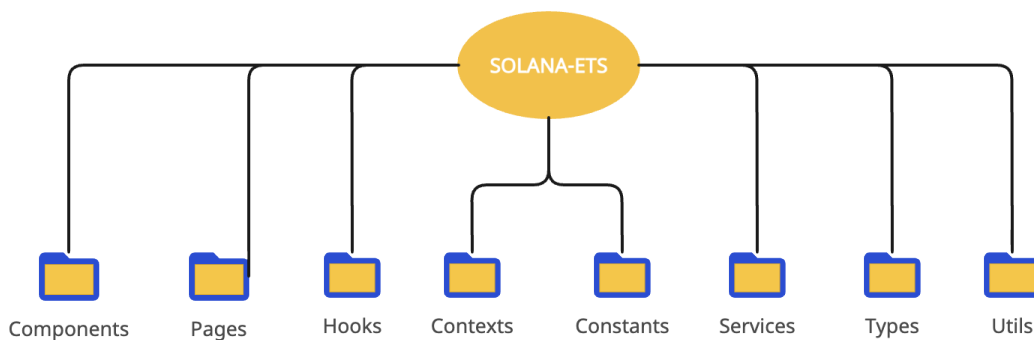 SOLANA-ETS
Components
Pages
Hooks
Contexts
Constants
Services
Types
Utils